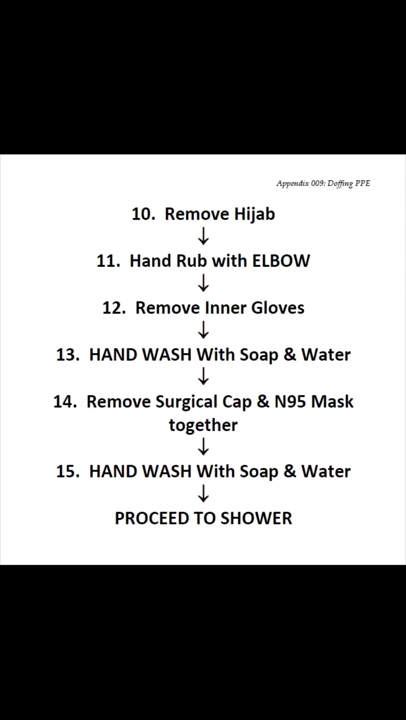 Appendix 009: Doffing PPE
10. Remove Hijab
↓
11. Hand Rub with ELBOW
↓
12. Remove Inner Gloves
↓
13. HAND WASH With Soap & Water
↓
14. Remove Surgical Cap & N95 Mask
together
↓
15. HAND WASH With Soap & Water
↓
PROCEED TO SHOWER